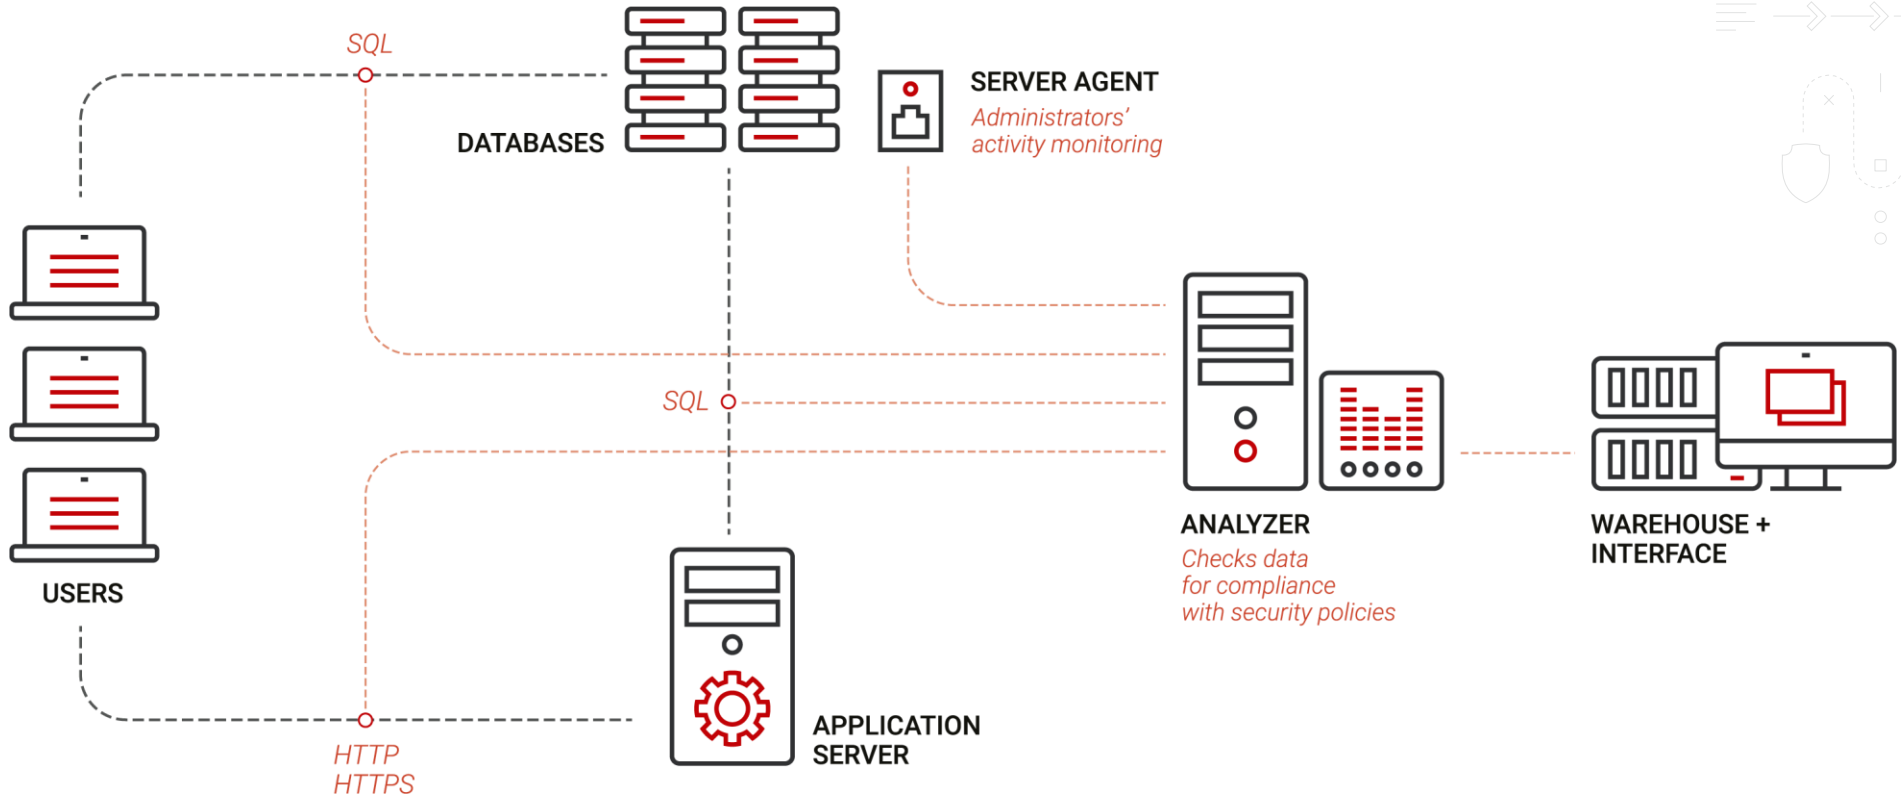 SQL
DATABASES
SERVER AGENT
Administrators’
activity monitoring
SQL
USERS
ANALYZER
Checks data
for compliance
with security policies
WAREHOUSE +
INTERFACE
APPLICATION
SERVER
HTTP
HTTPS